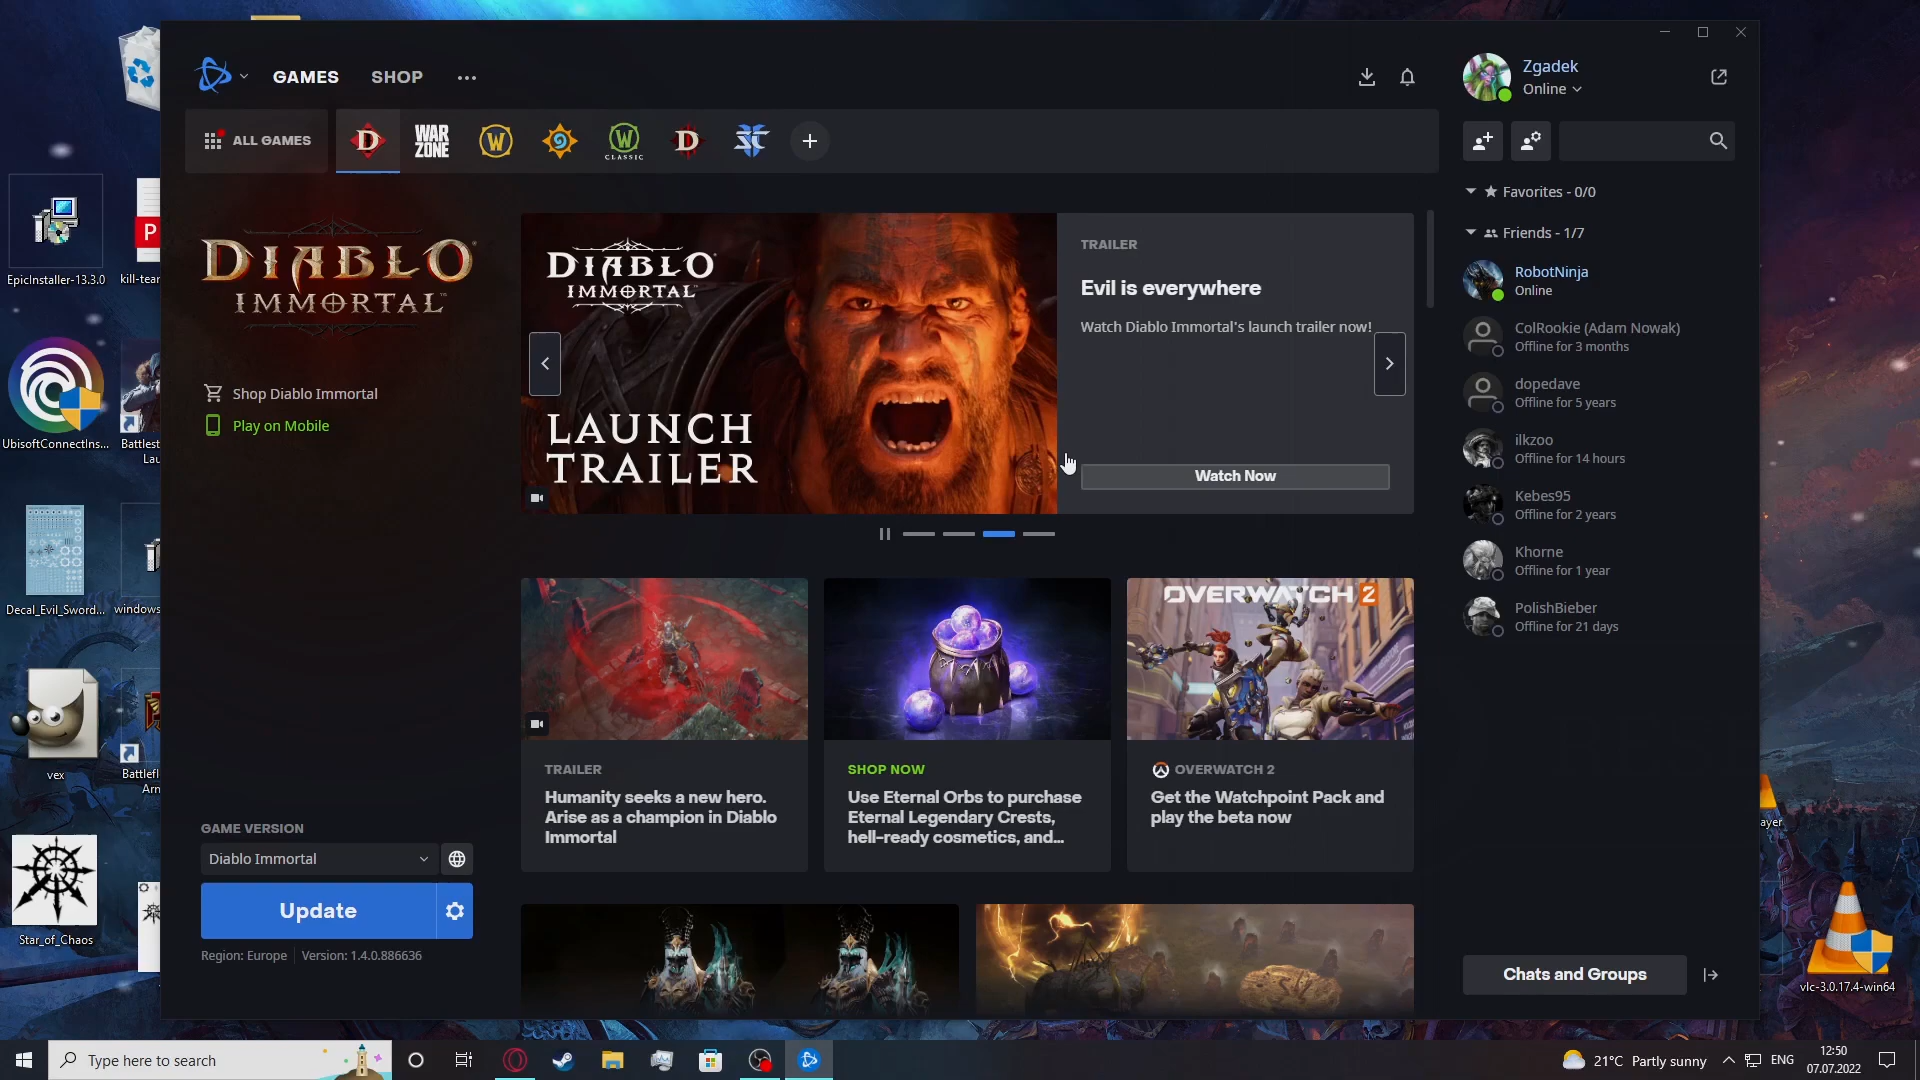 GAMES
SHOP
Zgadek
Online
ALL GAMES
D
WAR
ZONE
W
W
CLASSIC
D
Favorites - 0/0
Friends - 1/7
RobotNinja
Online
ColRookie (Adam Nowak)
Offline for 3 months
dopedave
Offline for 5 years
ilkzoo
Offline for 14 hours
Kebes95
Offline for 2 years
Khorne
Offline for 1 year
PolishBieber
Offline for 21 days
Chats and Groups
DIABLO
IMMORTAL™
Shop Diablo Immortal
Play on Mobile
GAME VERSION
Diablo Immortal
Update
Region: Europe
Version: 1.4.0.886636
DIABLO
IMMORTAL
LAUNCH
TRAILER
TRAILER
Evil is everywhere
Watch Diablo Immortal's launch trailer now!
Watch Now
TRAILER
Humanity seeks a new hero.
Arise as a champion in Diablo
Immortal
SHOP NOW
Use Eternal Orbs to purchase
Eternal Legendary Crests,
hell-ready cosmetics, and...
OVERWATCH 2
OVERWATCH 2
Get the Watchpoint Pack and
play the beta now
EpicInstaller-13.3.0
P
kill-tear
UbisoftConnectIns...
Battlest
Lau
Decal_Evil_Sword...
windows
vex
Battlefl
Arn
Star_of_Chaos
ayer
vlc-3.0.17.4-win64
Type here to search
21°C Partly sunny
ENG
12:50
07.07.2022